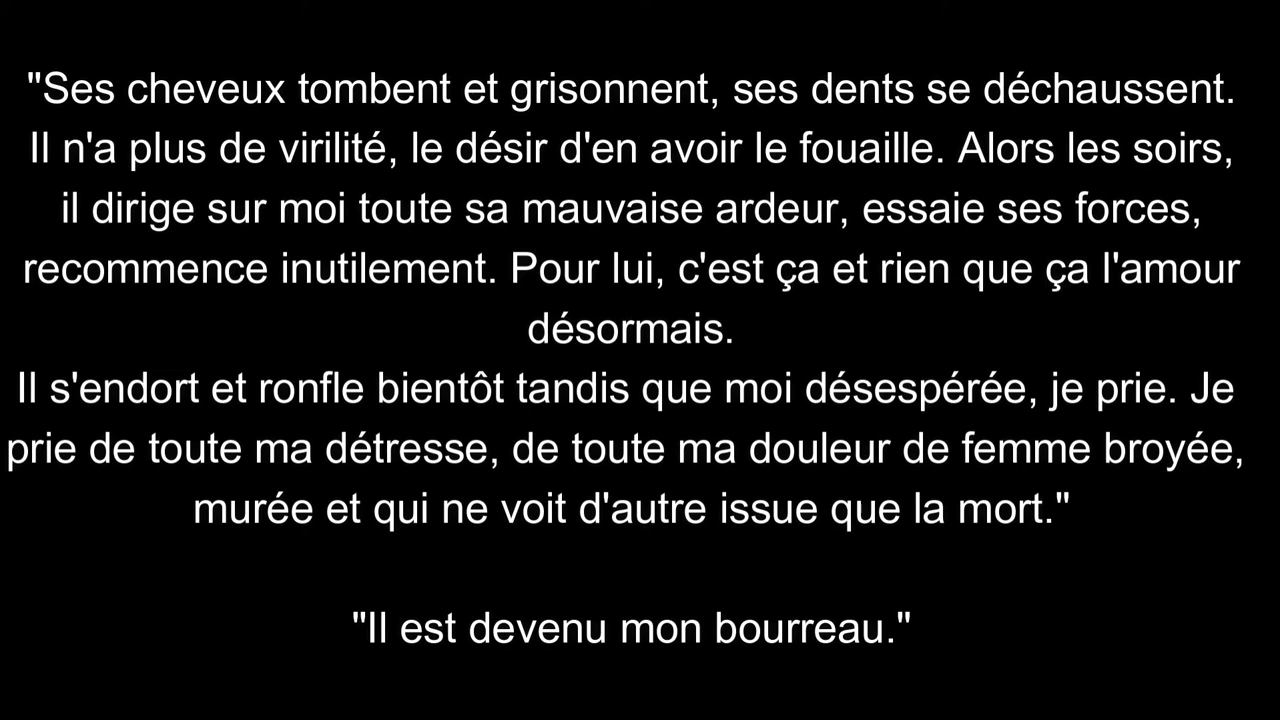 "Ses cheveux tombent et grisonnent, ses dents se déchaussent.
Il n'a plus de virilité, le désir d'en avoir le fouaille. Alors les soirs,
il dirige sur moi toute sa mauvaise ardeur, essaie ses forces,
recommence inutilement. Pour lui, c'est ça et rien que ça l'amour
désormais.
Il s'endort et ronfle bientôt tandis que moi désespérée, je prie. Je
prie de toute ma détresse, de toute ma douleur de femme broyée,
murée et qui ne voit d'autre issue que la mort."
"Il est devenu mon bourreau."